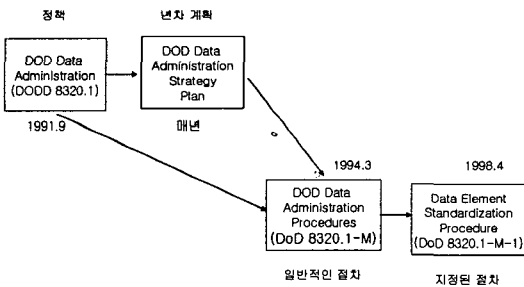 정책
년차 계획
DOD Data
Administration
(DODD 8320.1)
DOD Data
Administration
Strategy
Plan
1991.9
매년
1994.3
1998.4
DOD Data
Administration
Procedures
(DoD 8320.1-M)
Data Element
Standardization
Procedure
(DoD 8320.1-M-1)
일반적인 절차
지정된 절차